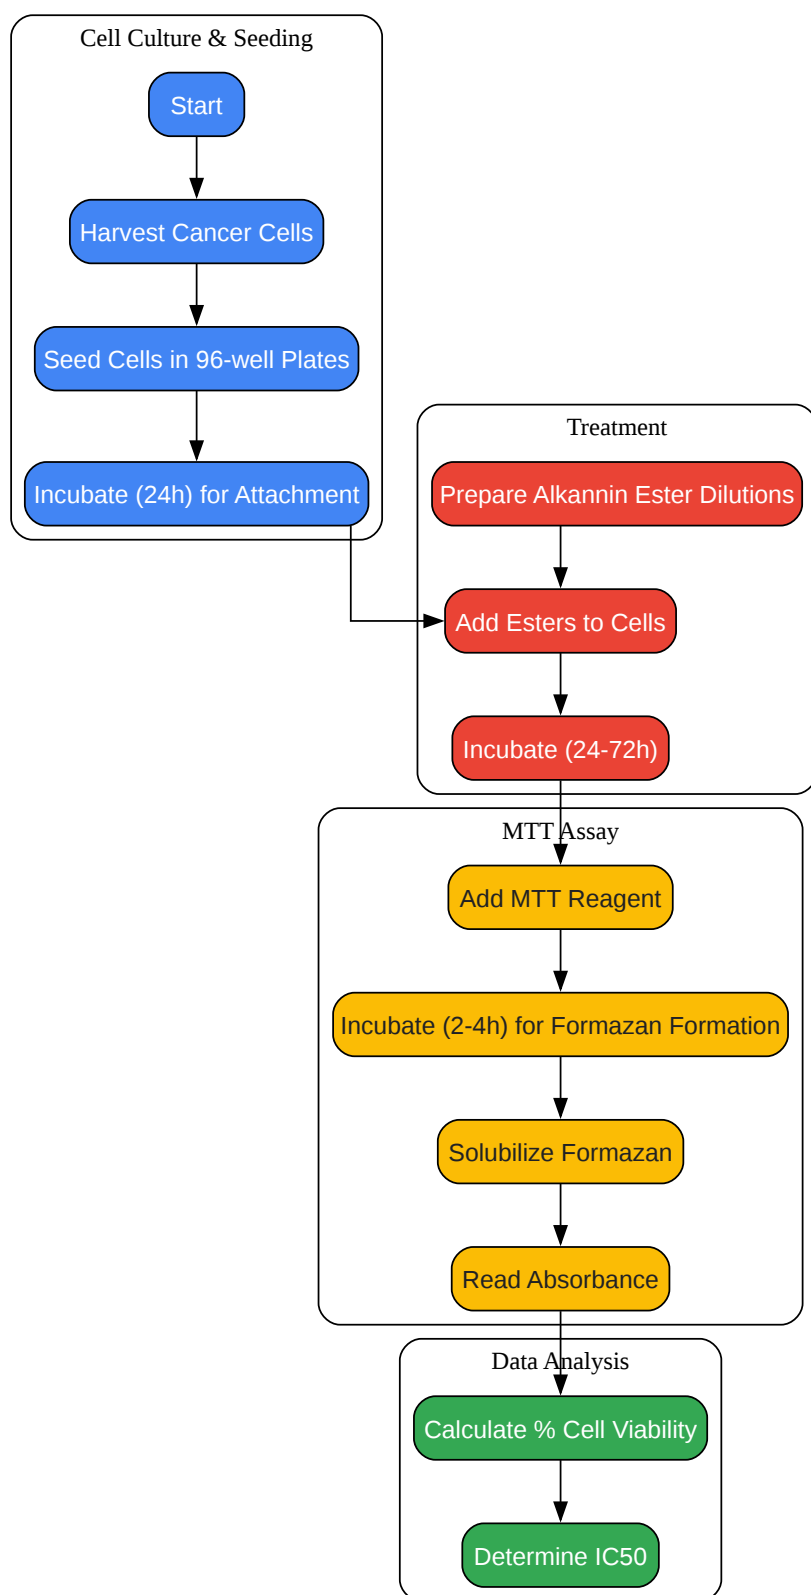 Cell Culture & Seeding
Start
Harvest Cancer Cells
Seed Cells in 96-well Plates
Incubate (24h) for Attachment
Treatment
Prepare Alkannin Ester Dilutions
Add Esters to Cells
Incubate (24-72h)
MTT Assay
Add MTT Reagent
Incubate (2-4h) for Formazan Formation
Solubilize Formazan
Read Absorbance
Data Analysis
Calculate % Cell Viability
Determine IC50